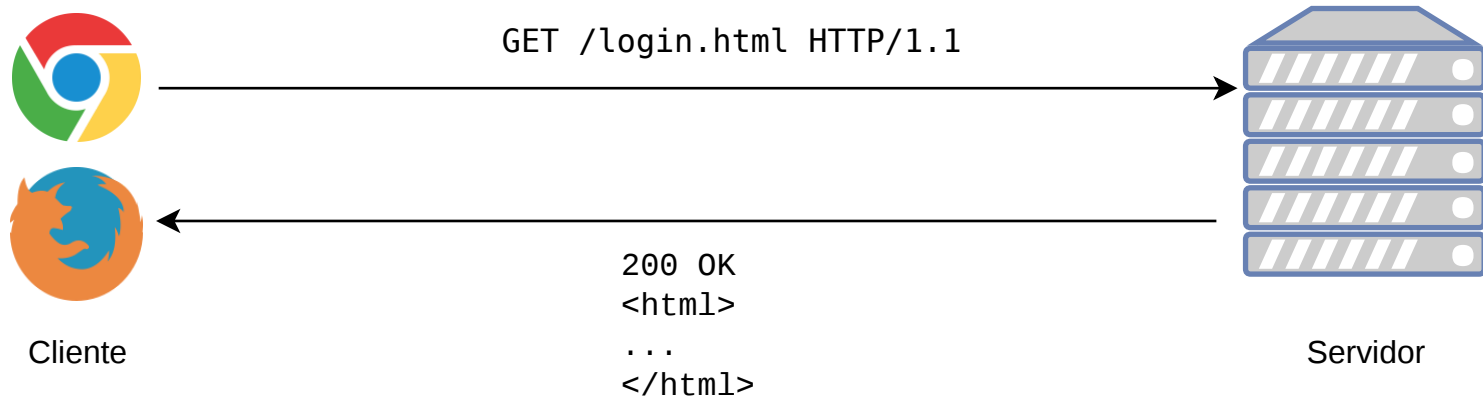 GET /login.html HTTP/1.1
200 OK
<html>
...
</html>
Cliente
Servidor